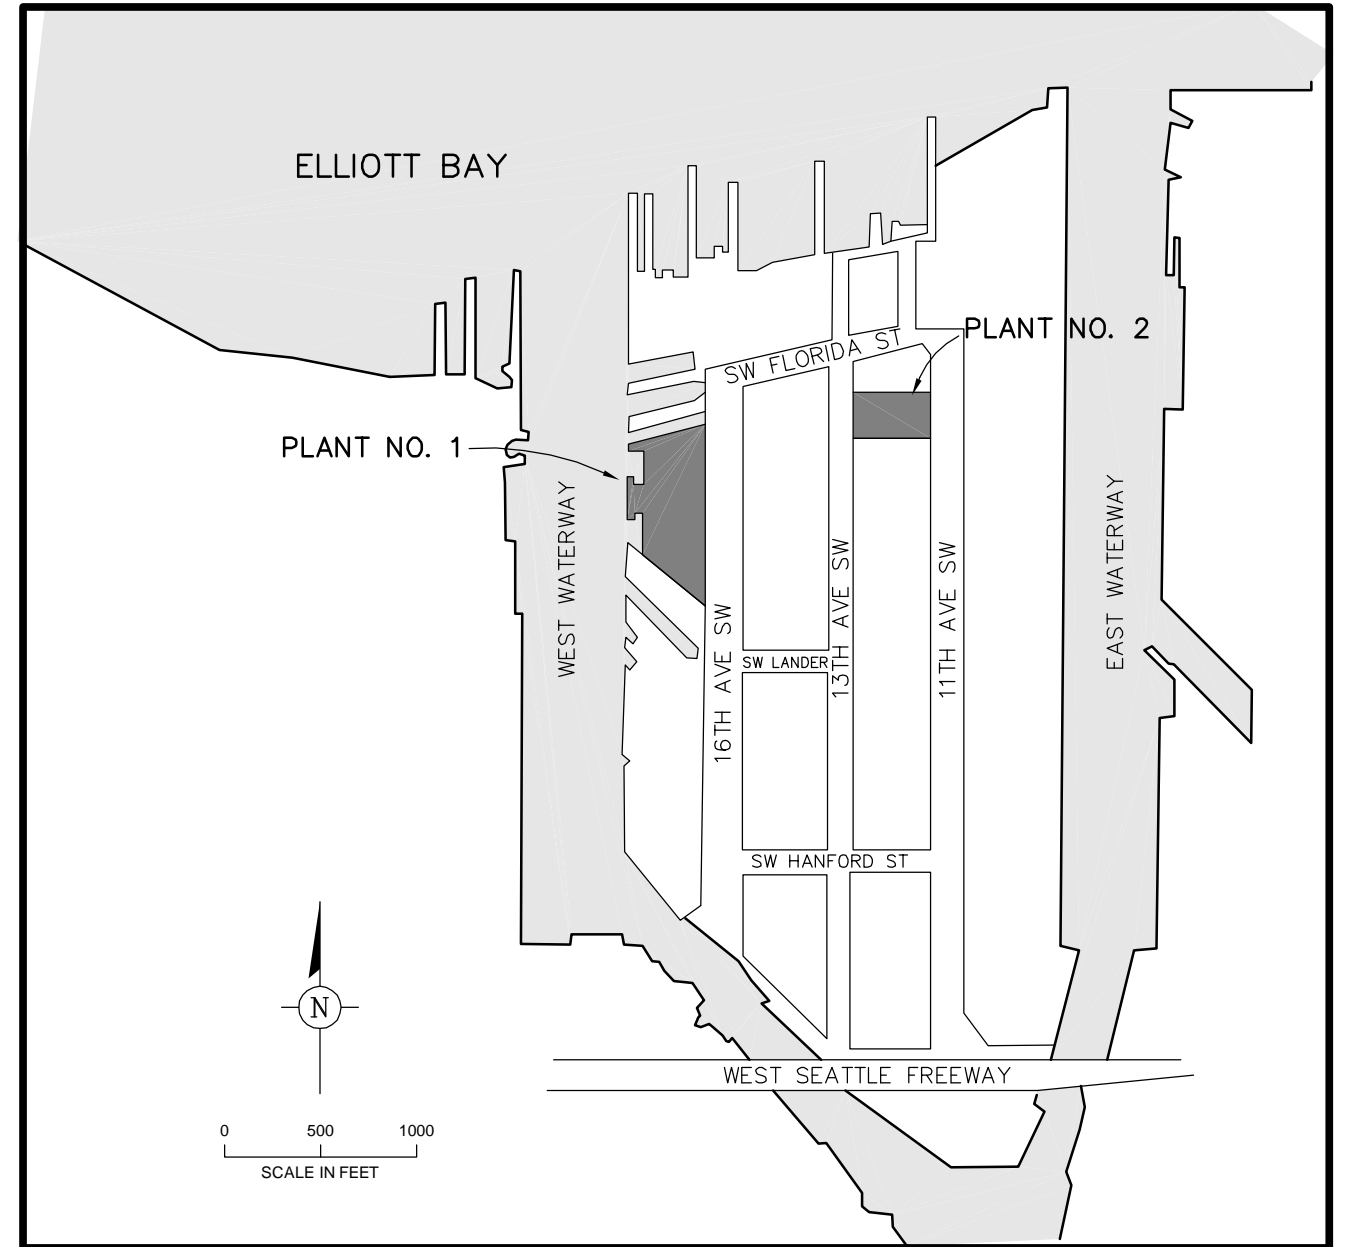 ELLIOTT BAY
PLANT NO. 2
SW FLORIDA ST
PLANT NO. 1
WEST WATERWAY
EAST WATERWAY
16TH AVE SW
13TH AVE SW
11TH AVE SW
SW LANDER
SW HANFORD ST
N
WEST SEATTLE FREEWAY
0 500 1000
SCALE IN FEET